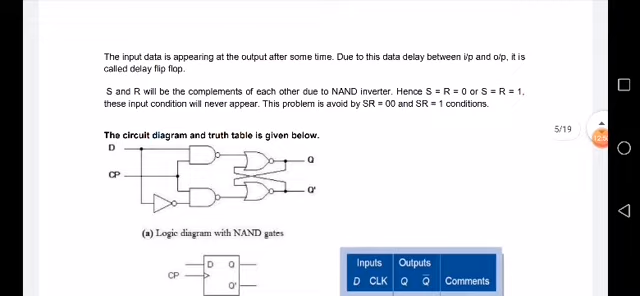 The input data is appearing at the output after some time. Due to this data delay between i/p and o/p, it is
called delay flip flop.
S and R will be the complements of each other due to NAND inverter. Hence S = R = 0 or S = R = 1,
these input condition will never appear. This problem is avoid by SR = 00 and SR = 1 conditions.
5/19
The circuit diagram and truth table is given below.
D
Q
CP
Q'
(a) Logic diagram with NAND gates
D Q
CP
Q'
Inputs Outputs
D CLK Q Q̅ Comments